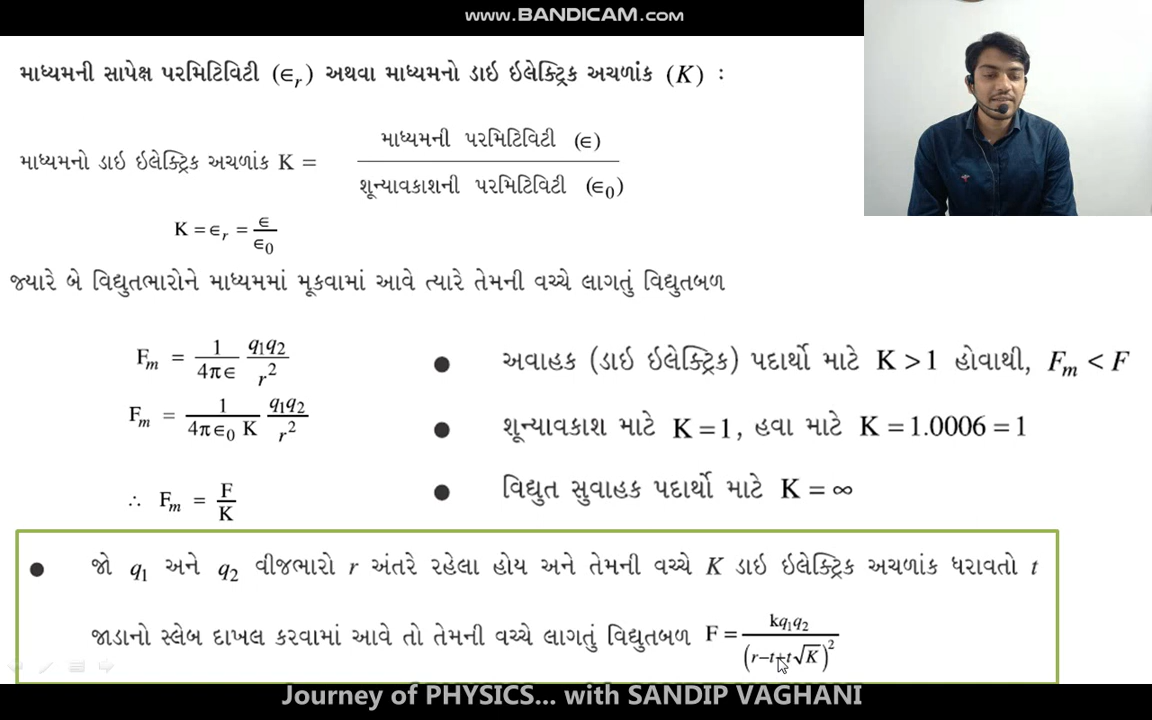 www.BANDICAM.com
માધ્યમની સાપેક્ષ પરમિટિવિટી (∈r) અથવા માધ્યમનો ડાઇ ઇલેક્ટ્રિક અચળાંક (K) :
માધ્યમનો ડાઇ ઇલેક્ટ્રિક અચળાંક K = માધ્યમની પરમિટિવિટી (∈) / શૂન્યાવકાશની પરમિટિવિટી (∈0)
K = ∈r = ∈/∈0
જ્યારે બે વિદ્યુતભારોને માધ્યમમાં મૂકવામાં આવે ત્યારે તેમની વચ્ચે લાગતું વિદ્યુતબળ
Fm = 1/4π∈ q1q2/r²
Fm = 1/4π∈0 K q1q2/r²
∴ Fm = F/K
● અવાહક (ડાઇ ઇલેક્ટ્રિક) પદાર્થો માટે K > 1 હોવાથી, Fm < F
● શૂન્યાવકાશ માટે K = 1, હવા માટે K = 1.0006 = 1
● વિદ્યુત સુવાહક પદાર્થો માટે K = ∞
● જો q1 અને q2 વીજભારો r અંતરે રહેલા હોય અને તેમની વચ્ચે K ડાઇ ઇલેક્ટ્રિક અચળાંક ધરાવતો t
જાડાનો સ્લેબ દાખલ કરવામાં આવે તો તેમની વચ્ચે લાગતું વિદ્યુતબળ F = kq1q2/(r−t+t√K)²
Journey of PHYSICS... with SANDIP VAGHANI